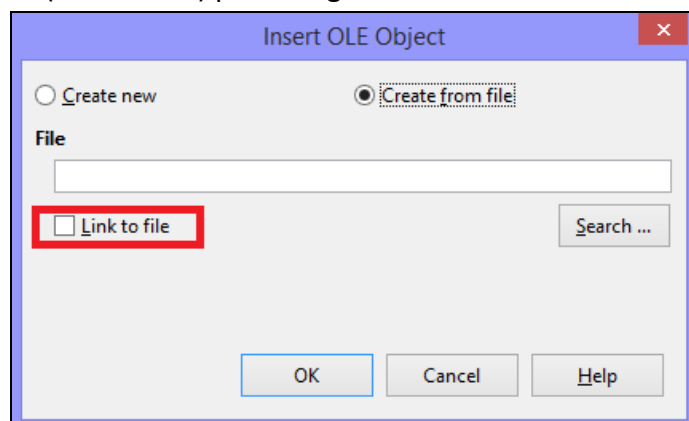 Insert OLE Object
×
Create new Create from file
File
Link to file Search ...
OK Cancel Help